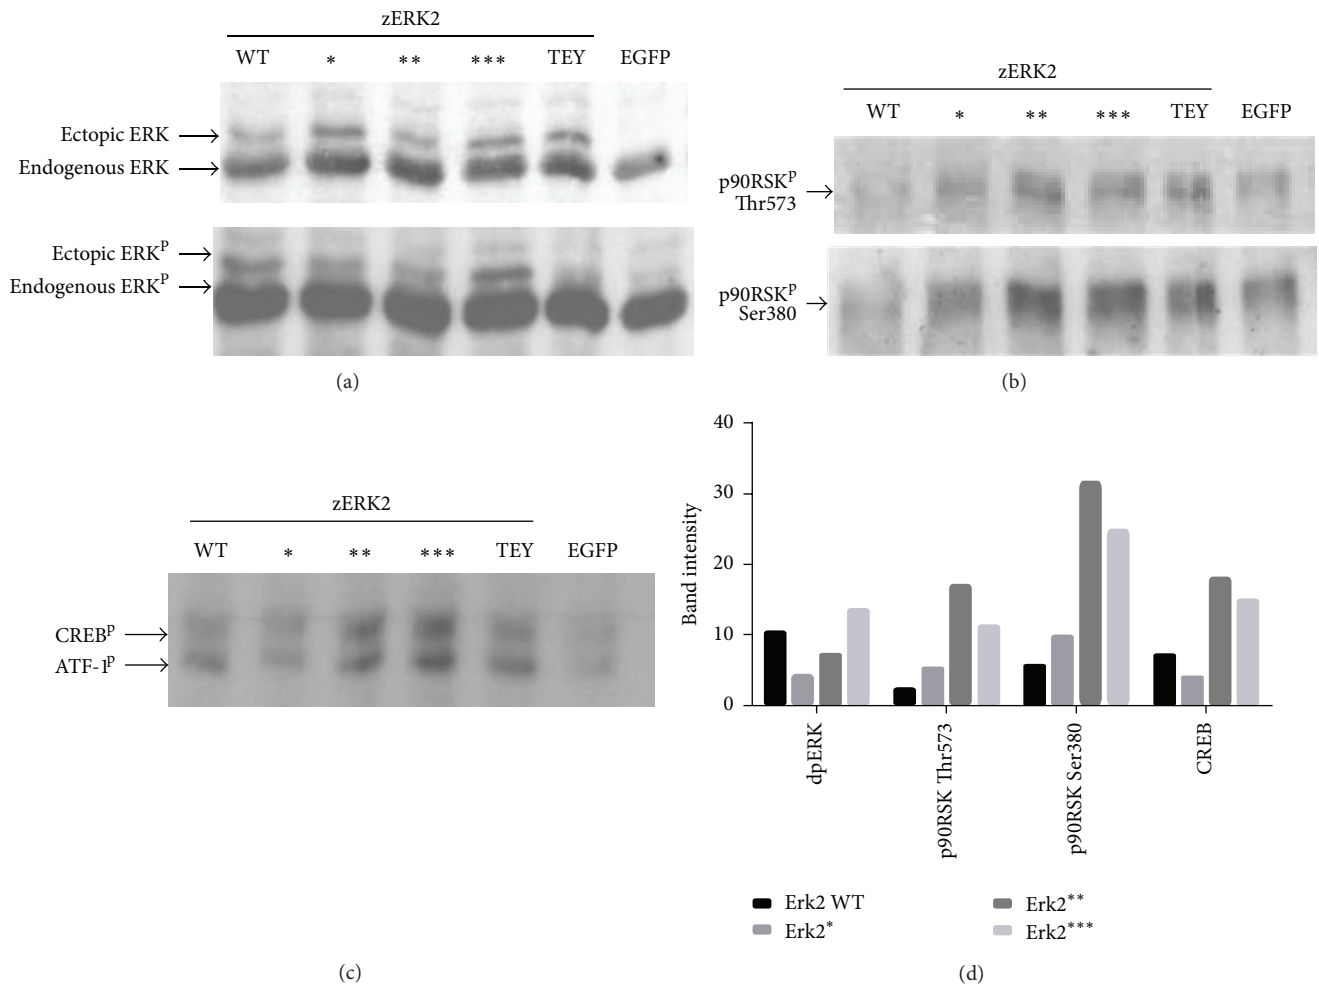 zERK2
WT * ** *** TEY EGFP
Ectopic ERK
Endogenous ERK
Ectopic ERKᴾ
Endogenous ERKᴾ
(a)
zERK2
WT * ** *** TEY EGFP
p90RSKᴾ
Thr573
p90RSKᴾ
Ser380
(b)
zERK2
WT * ** *** TEY EGFP
CREBᴾ
ATF-1ᴾ
(c)
40
30
20
10
0
Band intensity
dpERK
p90RSK Thr573
p90RSK Ser380
CREB
Erk2 WT
Erk2*
Erk2**
Erk2***
(d)